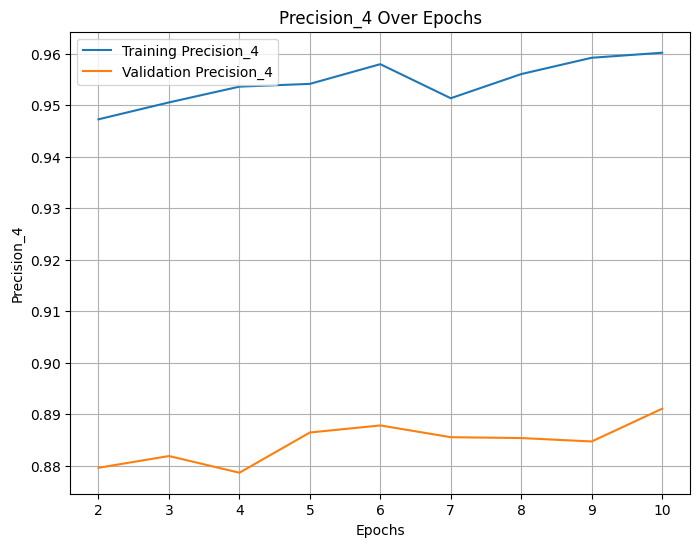 Precision_4 Over Epochs
Training Precision_4
Validation Precision_4
Precision_4
0.96
0.95
0.94
0.93
0.92
0.91
0.90
0.89
0.88
2 3 4 5 6 7 8 9 10
Epochs